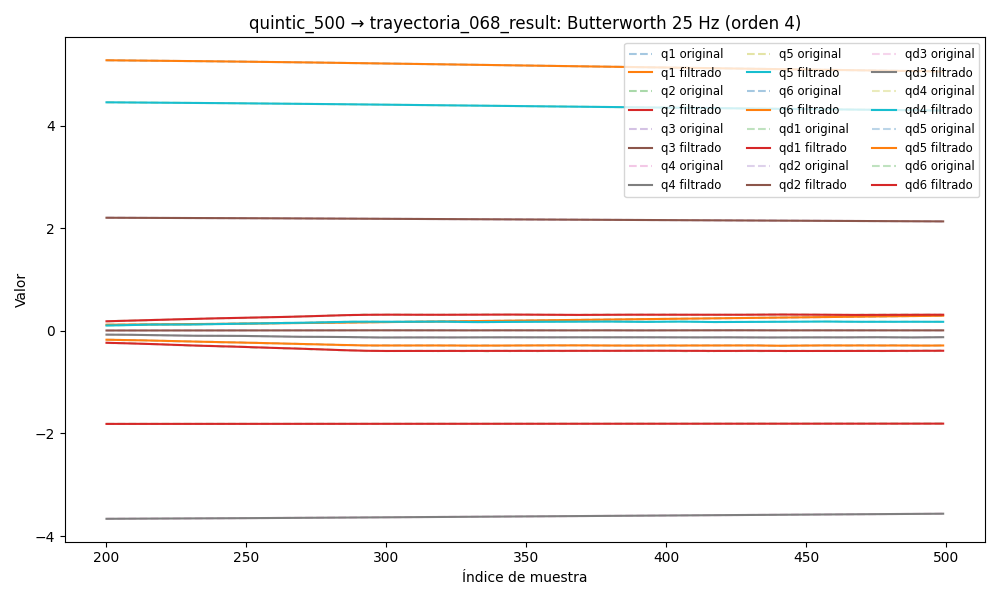 quintic_500 → trayectoria_068_result: Butterworth 25 Hz (orden 4)
q1 original
q1 filtrado
q2 original
q2 filtrado
q3 original
q3 filtrado
q4 original
q4 filtrado
q5 original
q5 filtrado
q6 original
q6 filtrado
qd1 original
qd1 filtrado
qd2 original
qd2 filtrado
qd3 original
qd3 filtrado
qd4 original
qd4 filtrado
qd5 original
qd5 filtrado
qd6 original
qd6 filtrado
Valor
4
2
0
−2
−4
200
250
300
350
400
450
500
Índice de muestra